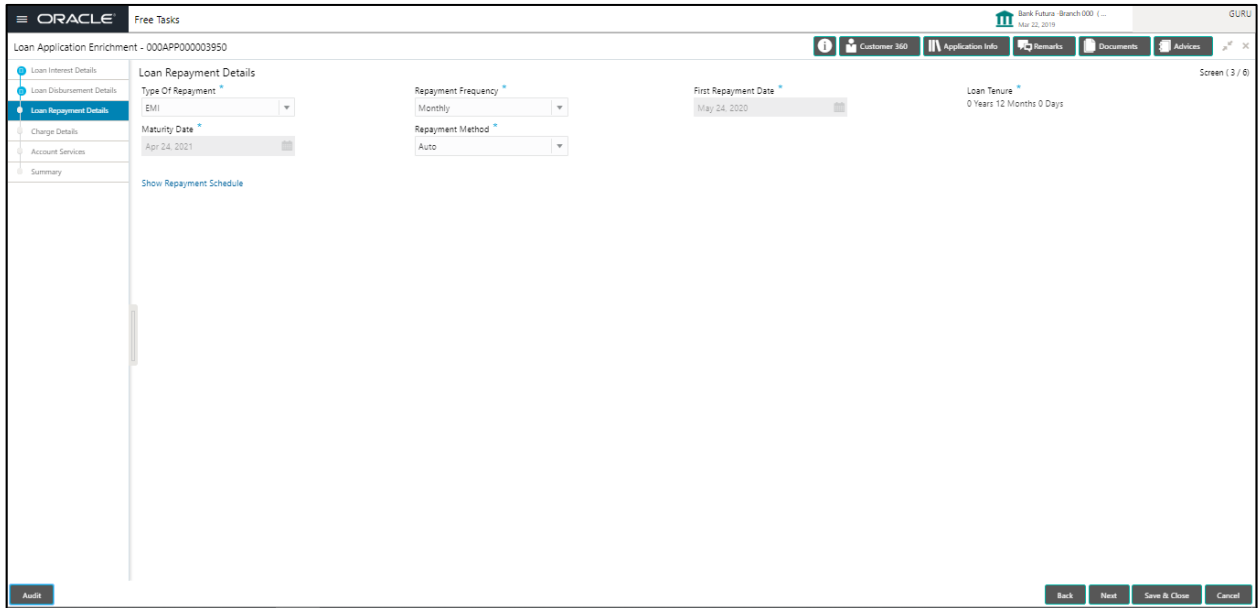 ORACLE
Free Tasks
Bank Futura -Branch 000 ( ...
Mar 22, 2019
GURU
Loan Application Enrichment - 000APP000003950
Customer 360
Application Info
Remarks
Documents
Advices
Loan Interest Details
Loan Disbursement Details
Loan Repayment Details
Charge Details
Account Services
Summary
Loan Repayment Details
Screen ( 3 / 6)
Type Of Repayment *
Repayment Frequency *
First Repayment Date *
Loan Tenure *
EMI
Monthly
May 24, 2020
0 Years 12 Months 0 Days
Maturity Date *
Repayment Method *
Apr 24, 2021
Auto
Show Repayment Schedule
Audit
Back
Next
Save & Close
Cancel